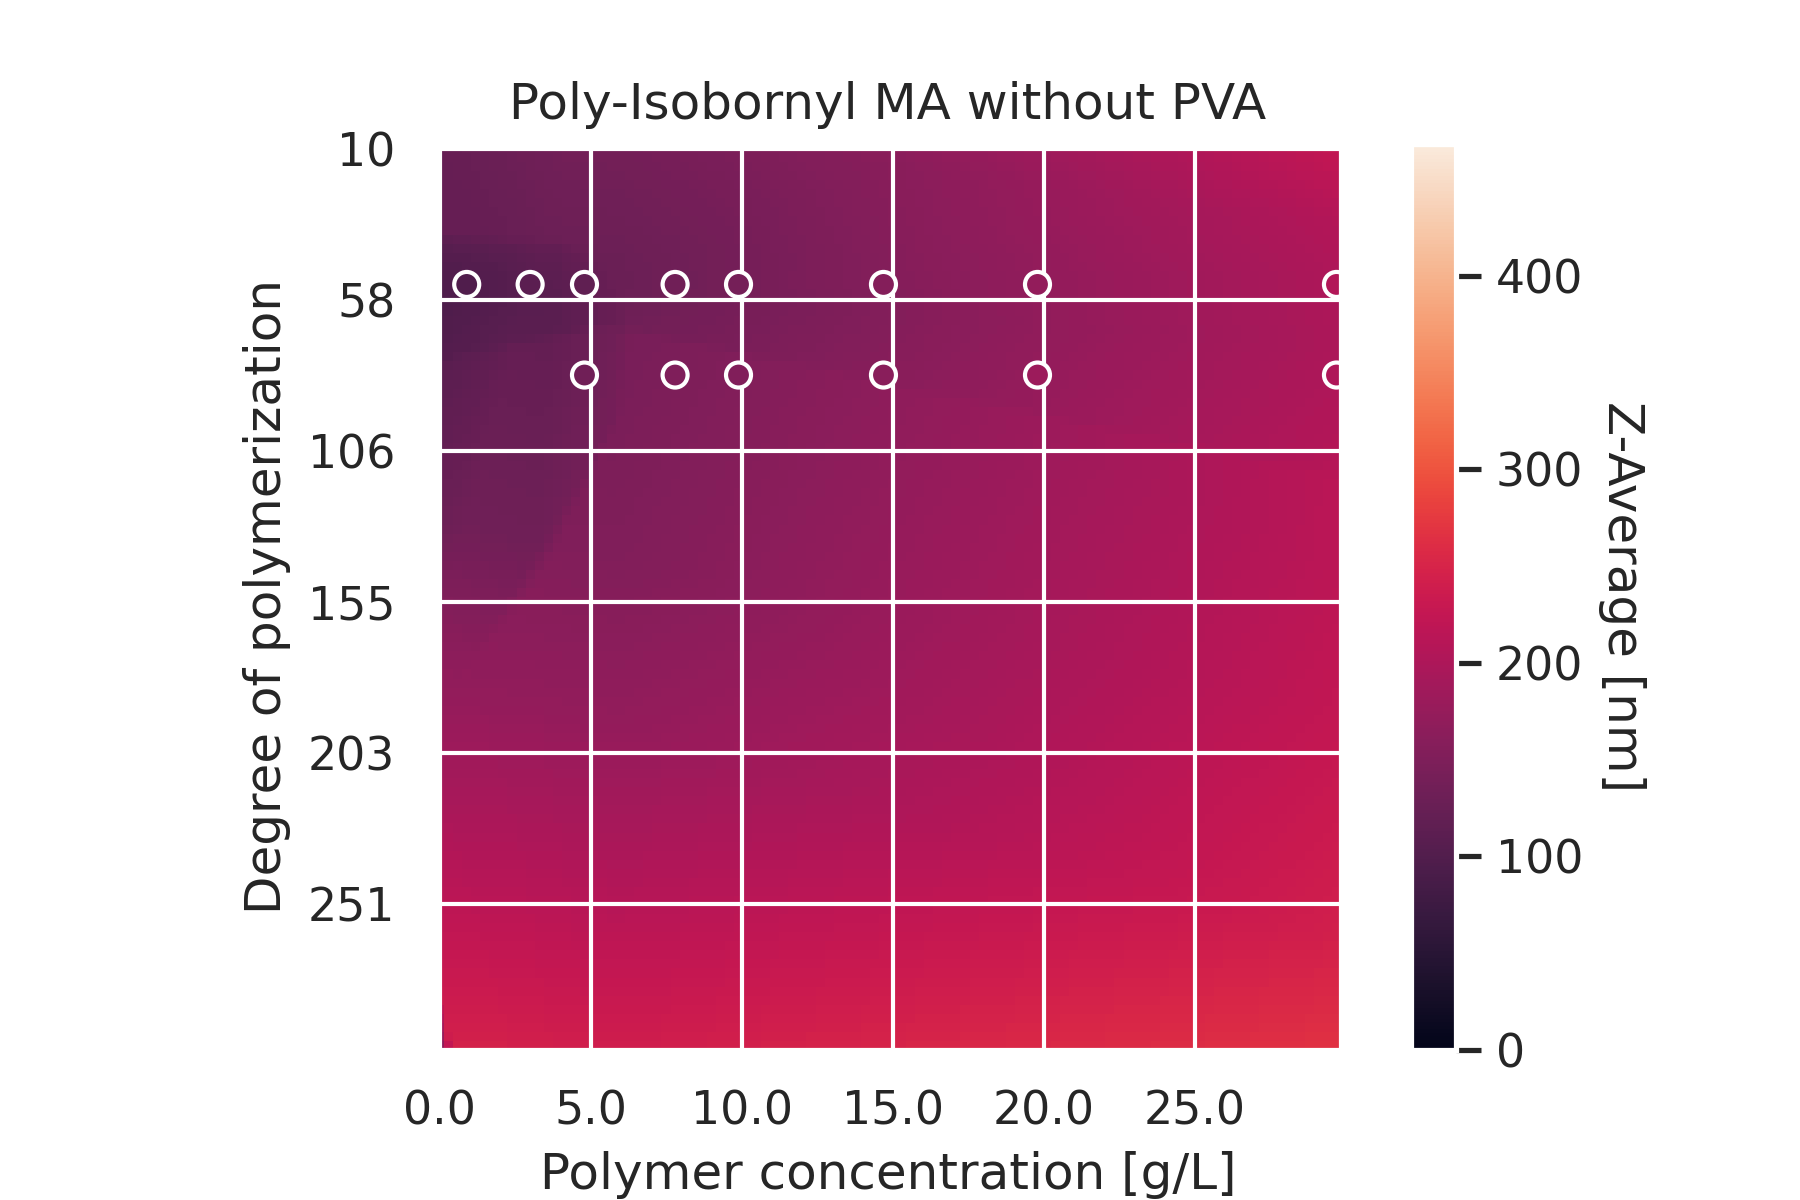 Poly-Isobornyl MA without PVA
10
58
106
155
203
251
Degree of polymerization
0.0 5.0 10.0 15.0 20.0 25.0
Polymer concentration [g/L]
400
300
200
100
0
Z-Average [nm]